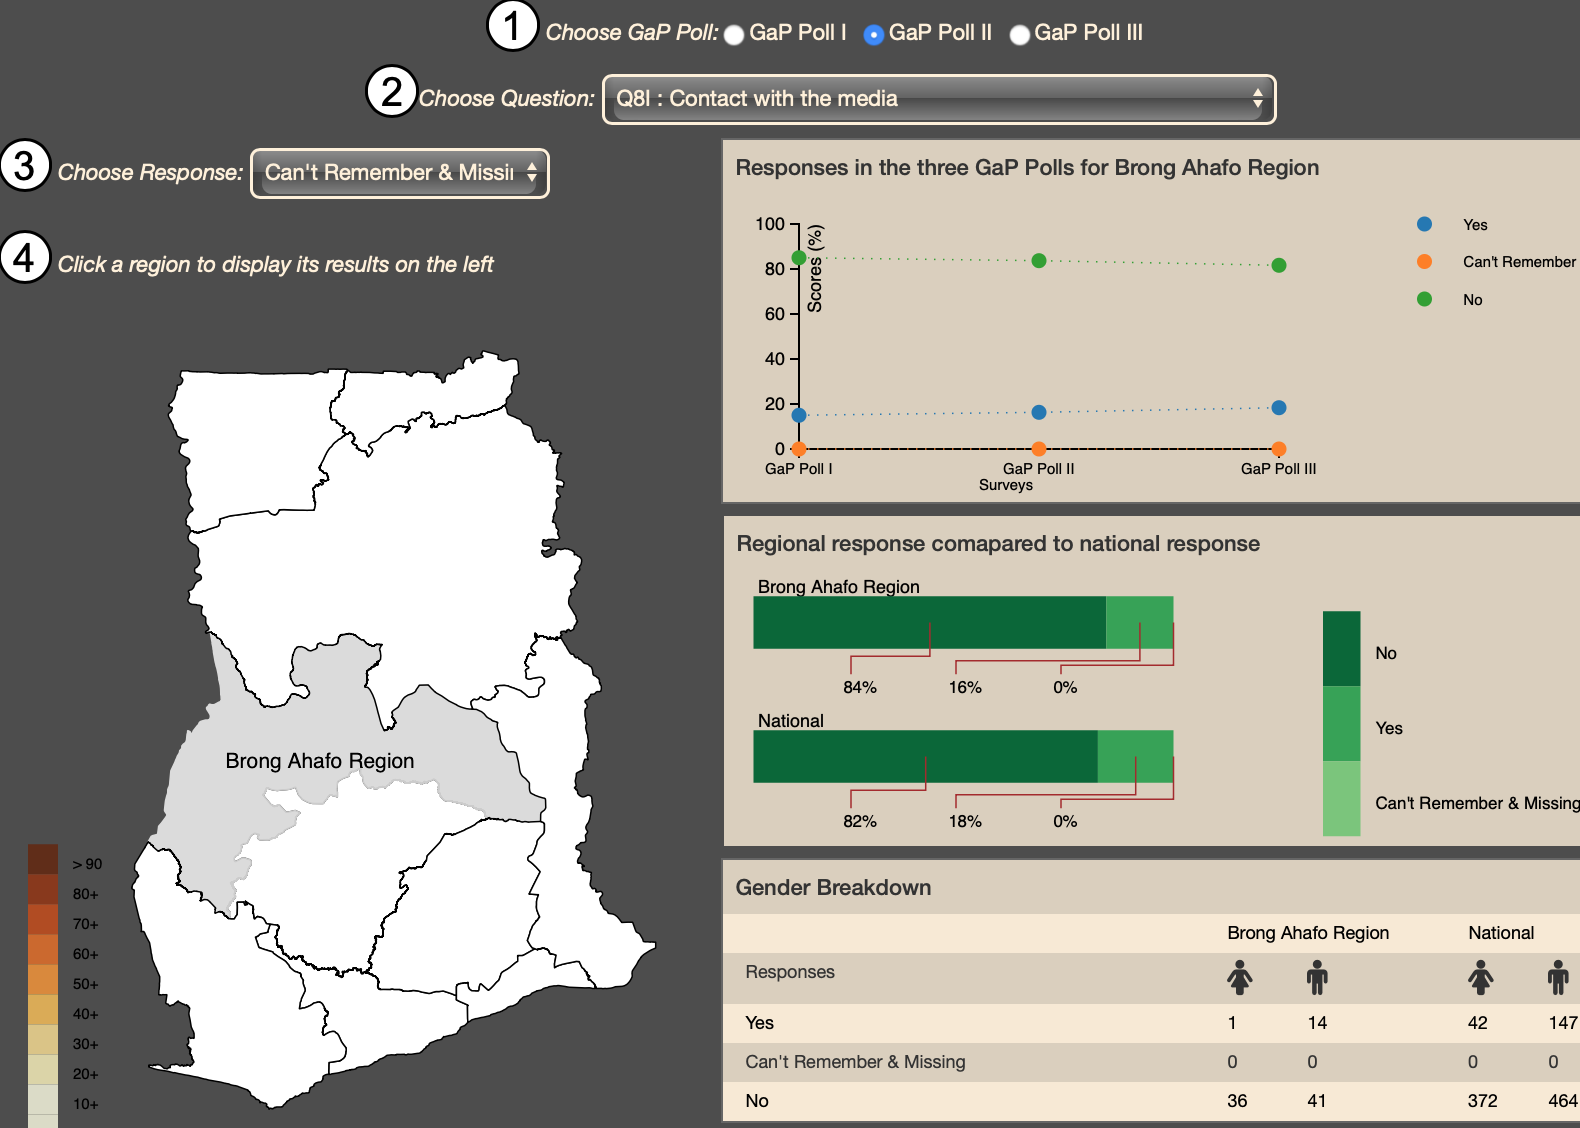 1 Choose GaP Poll: GaP Poll I GaP Poll II GaP Poll III
2 Choose Question: Q8I : Contact with the media
3 Choose Response: Can't Remember & Missi
4 Click a region to display its results on the left
Brong Ahafo Region
> 90
80+
70+
60+
50+
40+
30+
20+
10+
Responses in the three GaP Polls for Brong Ahafo Region
100
80
60
40
20
0
Scores (%)
GaP Poll I GaP Poll II GaP Poll III
Surveys
Yes
Can't Remember
No
Regional response comapared to national response
Brong Ahafo Region
84% 16% 0%
National
82% 18% 0%
No
Yes
Can't Remember & Missing
Gender Breakdown
Brong Ahafo Region National
Responses
Yes 1 14 42 147
Can't Remember & Missing 0 0 0 0
No 36 41 372 464